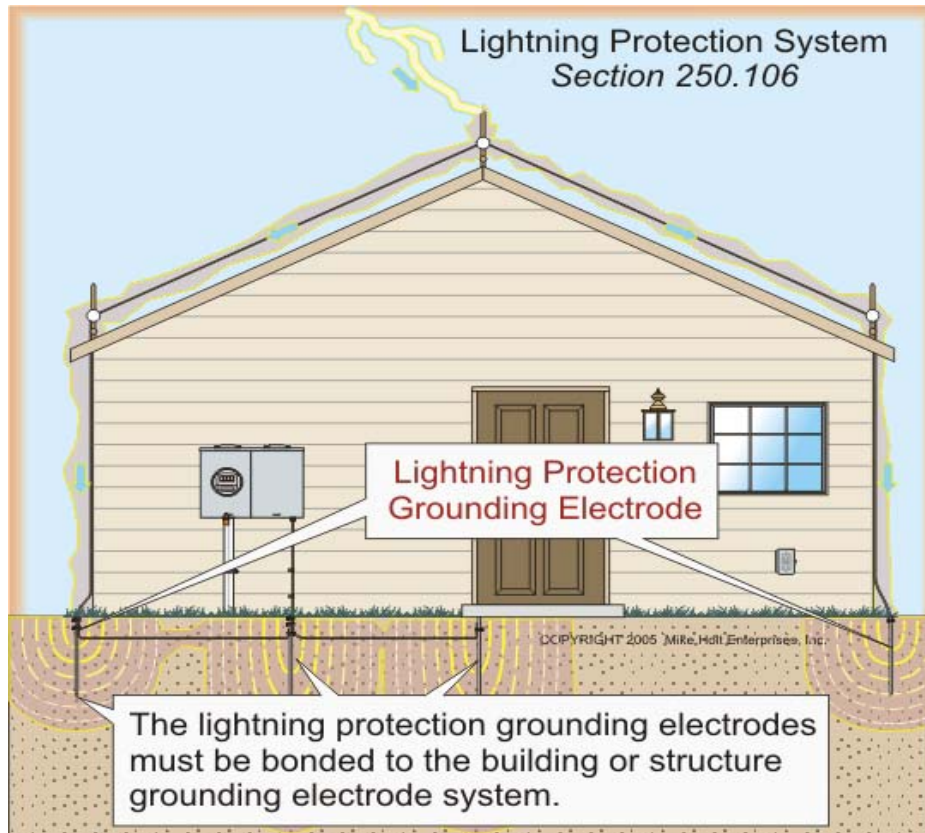 Lightning Protection System
Section 250.106
Lightning Protection
Grounding Electrode
COPYRIGHT 2005 Mike Holt Enterprises, Inc.
The lightning protection grounding electrodes
must be bonded to the building or structure
grounding electrode system.